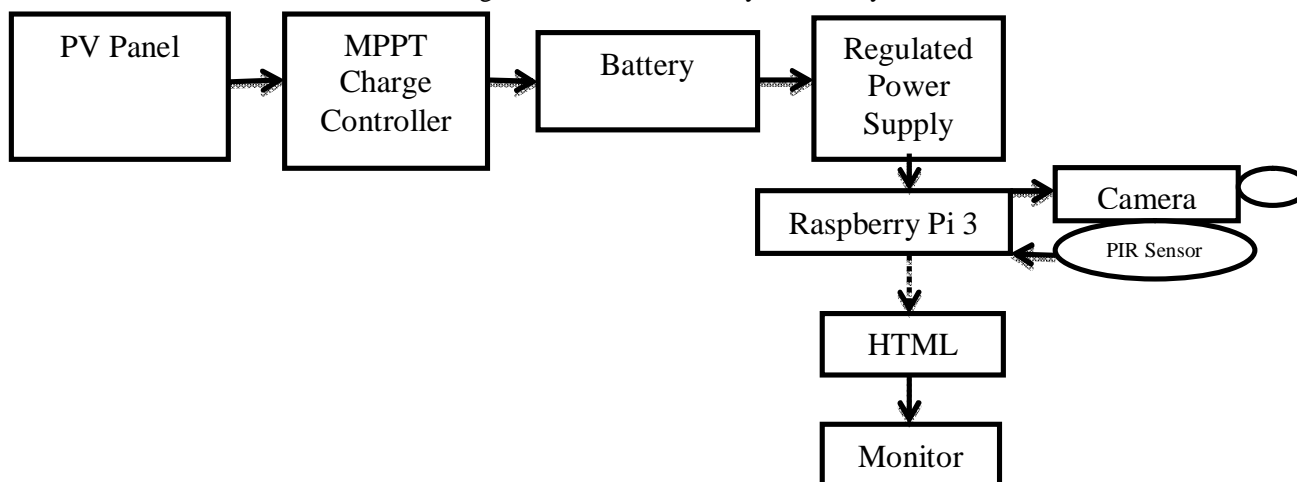 PV Panel
MPPT
Charge
Controller
Battery
Regulated
Power
Supply
Camera
Raspberry Pi 3
PIR Sensor
HTML
Monitor